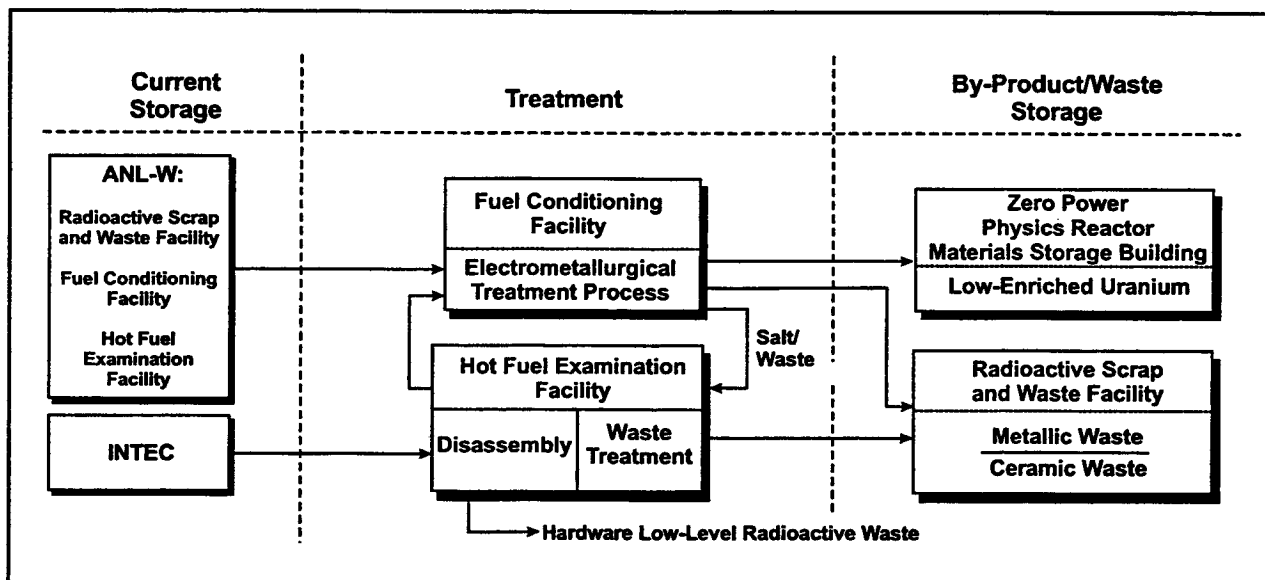 Current
Storage
Treatment
By-Product/Waste
Storage
ANL-W:
Radioactive Scrap
and Waste Facility
Fuel Conditioning
Facility
Hot Fuel
Examination
Facility
INTEC
Fuel Conditioning
Facility
Electrometallurgical
Treatment Process
Salt/
Waste
Hot Fuel Examination
Facility
Disassembly
Waste
Treatment
Hardware Low-Level Radioactive Waste
Zero Power
Physics Reactor
Materials Storage Building
Low-Enriched Uranium
Radioactive Scrap
and Waste Facility
Metallic Waste
Ceramic Waste